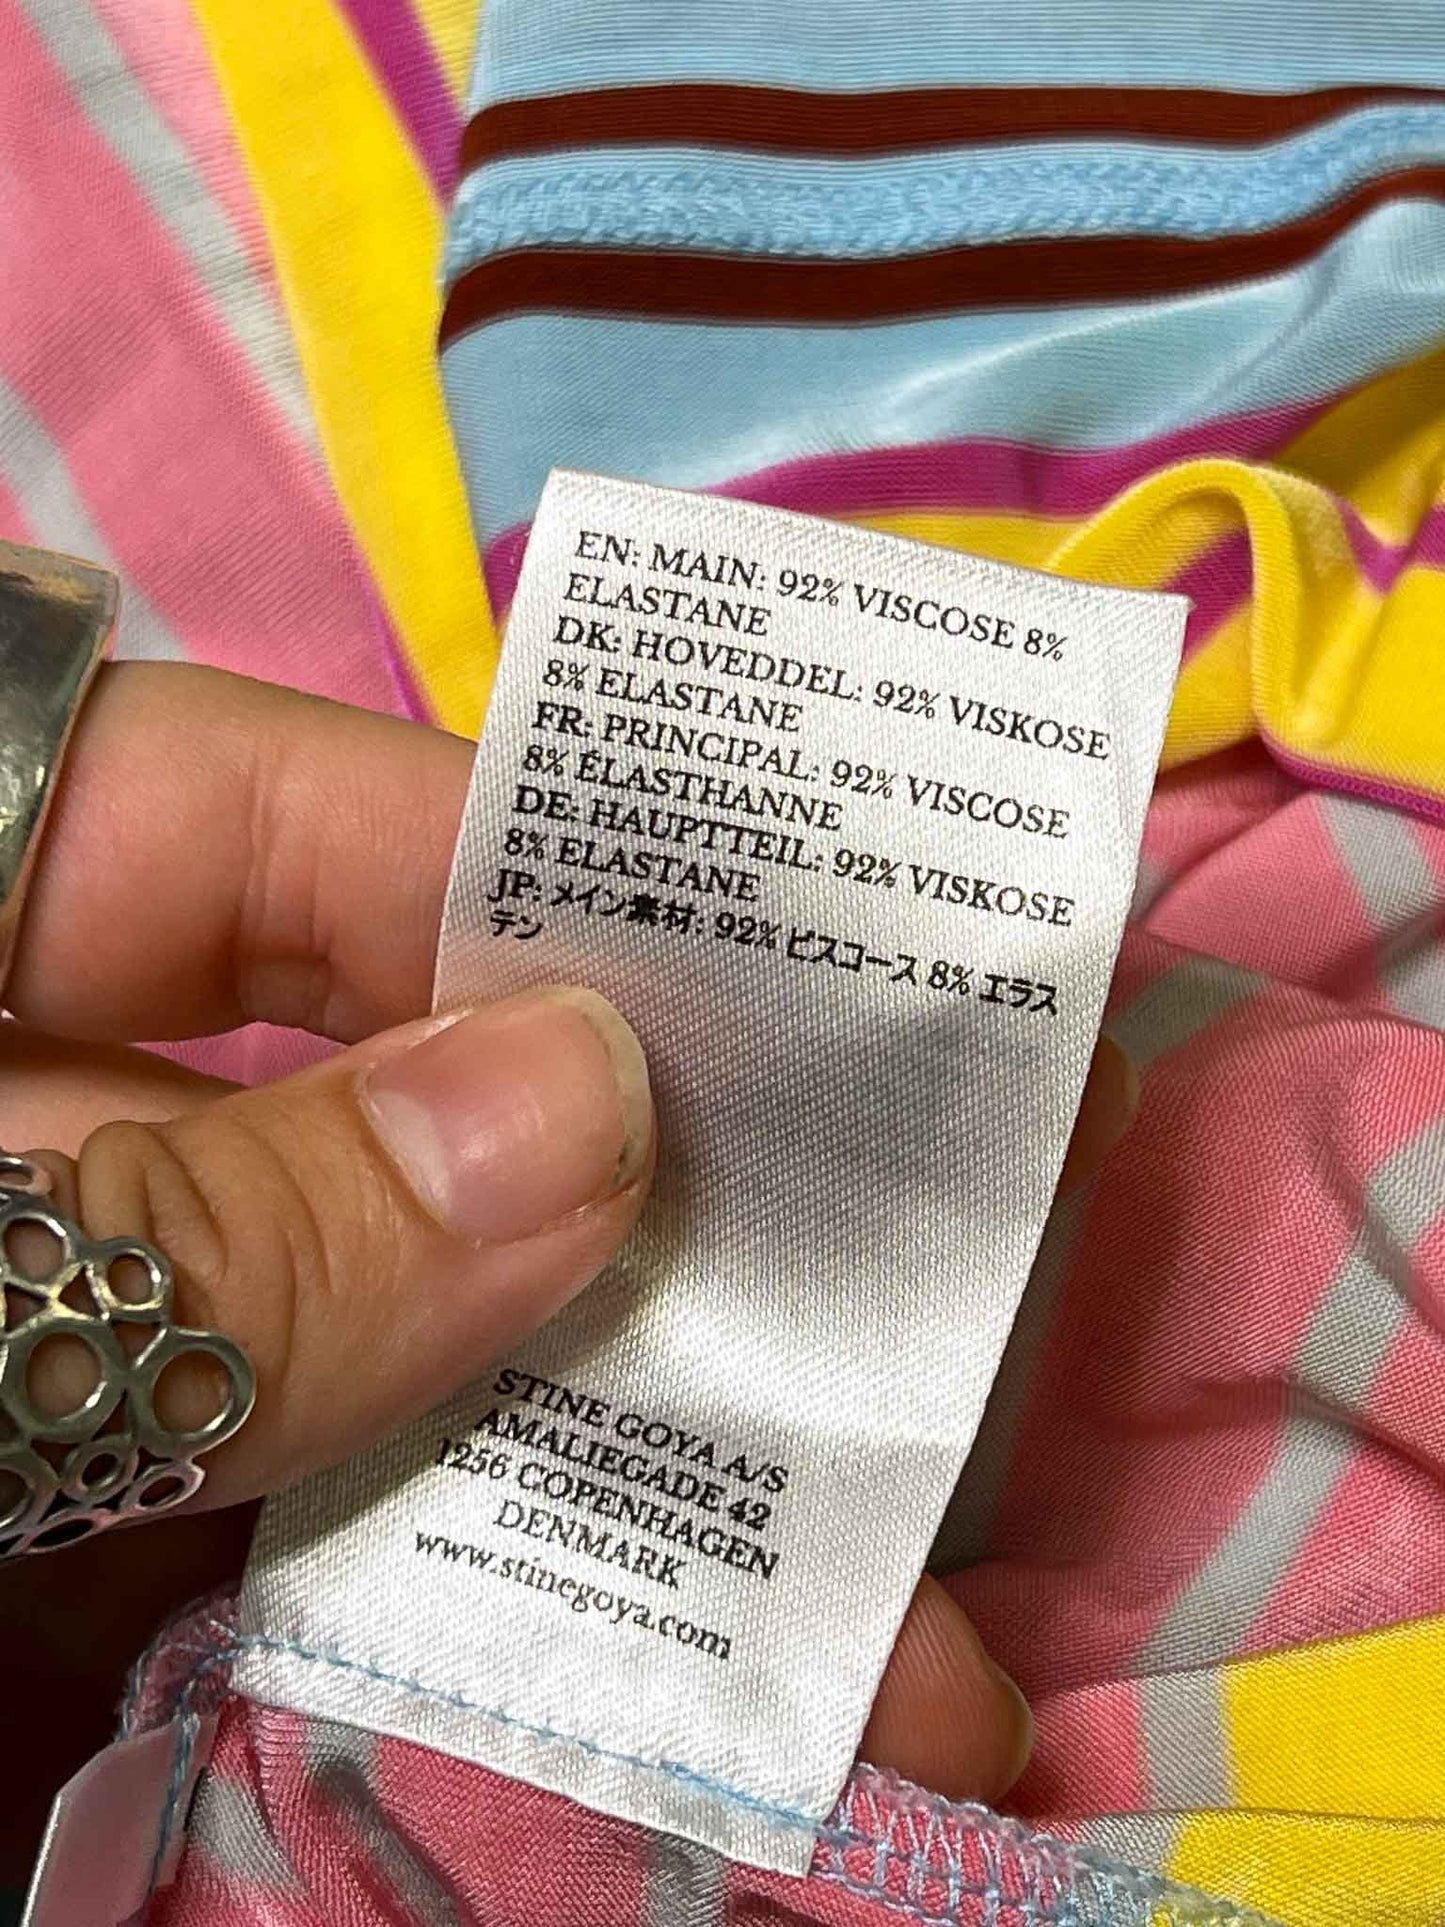 EN: MAIN: 92% VISCOSE 8%
ELASTANE
DK: HOVEDDEL: 92% VISKOSE
8% ELASTANE
FR: PRINCIPAL: 92% VISCOSE
8% ÉLASTHANNE
DE: HAUPTTEIL: 92% VISKOSE
8% ELASTANE
JP: メイン素材: 92% ビスコース 8% エラス
テン
STINE GOYA A/S
AMALIEGADE 42
1256 COPENHAGEN
DENMARK
www.stinegoya.com